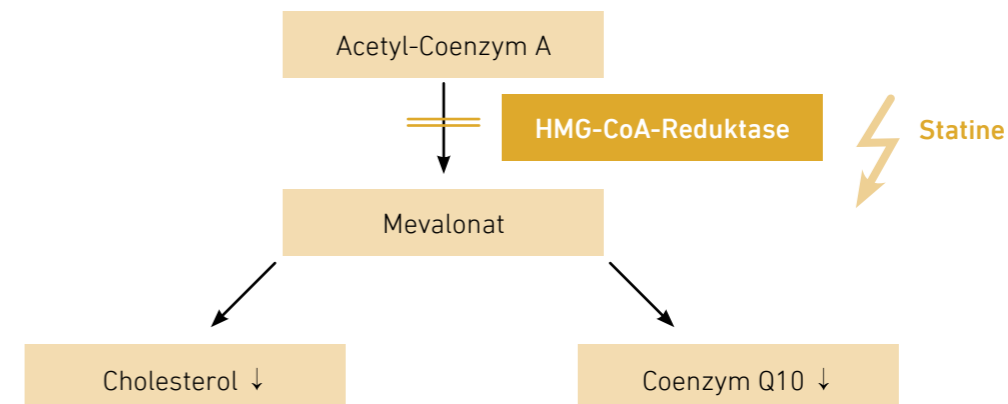 Acetyl-Coenzym A
HMG-CoA-Reduktase
Statine
Mevalonat
Cholesterol ↓
Coenzym Q10 ↓